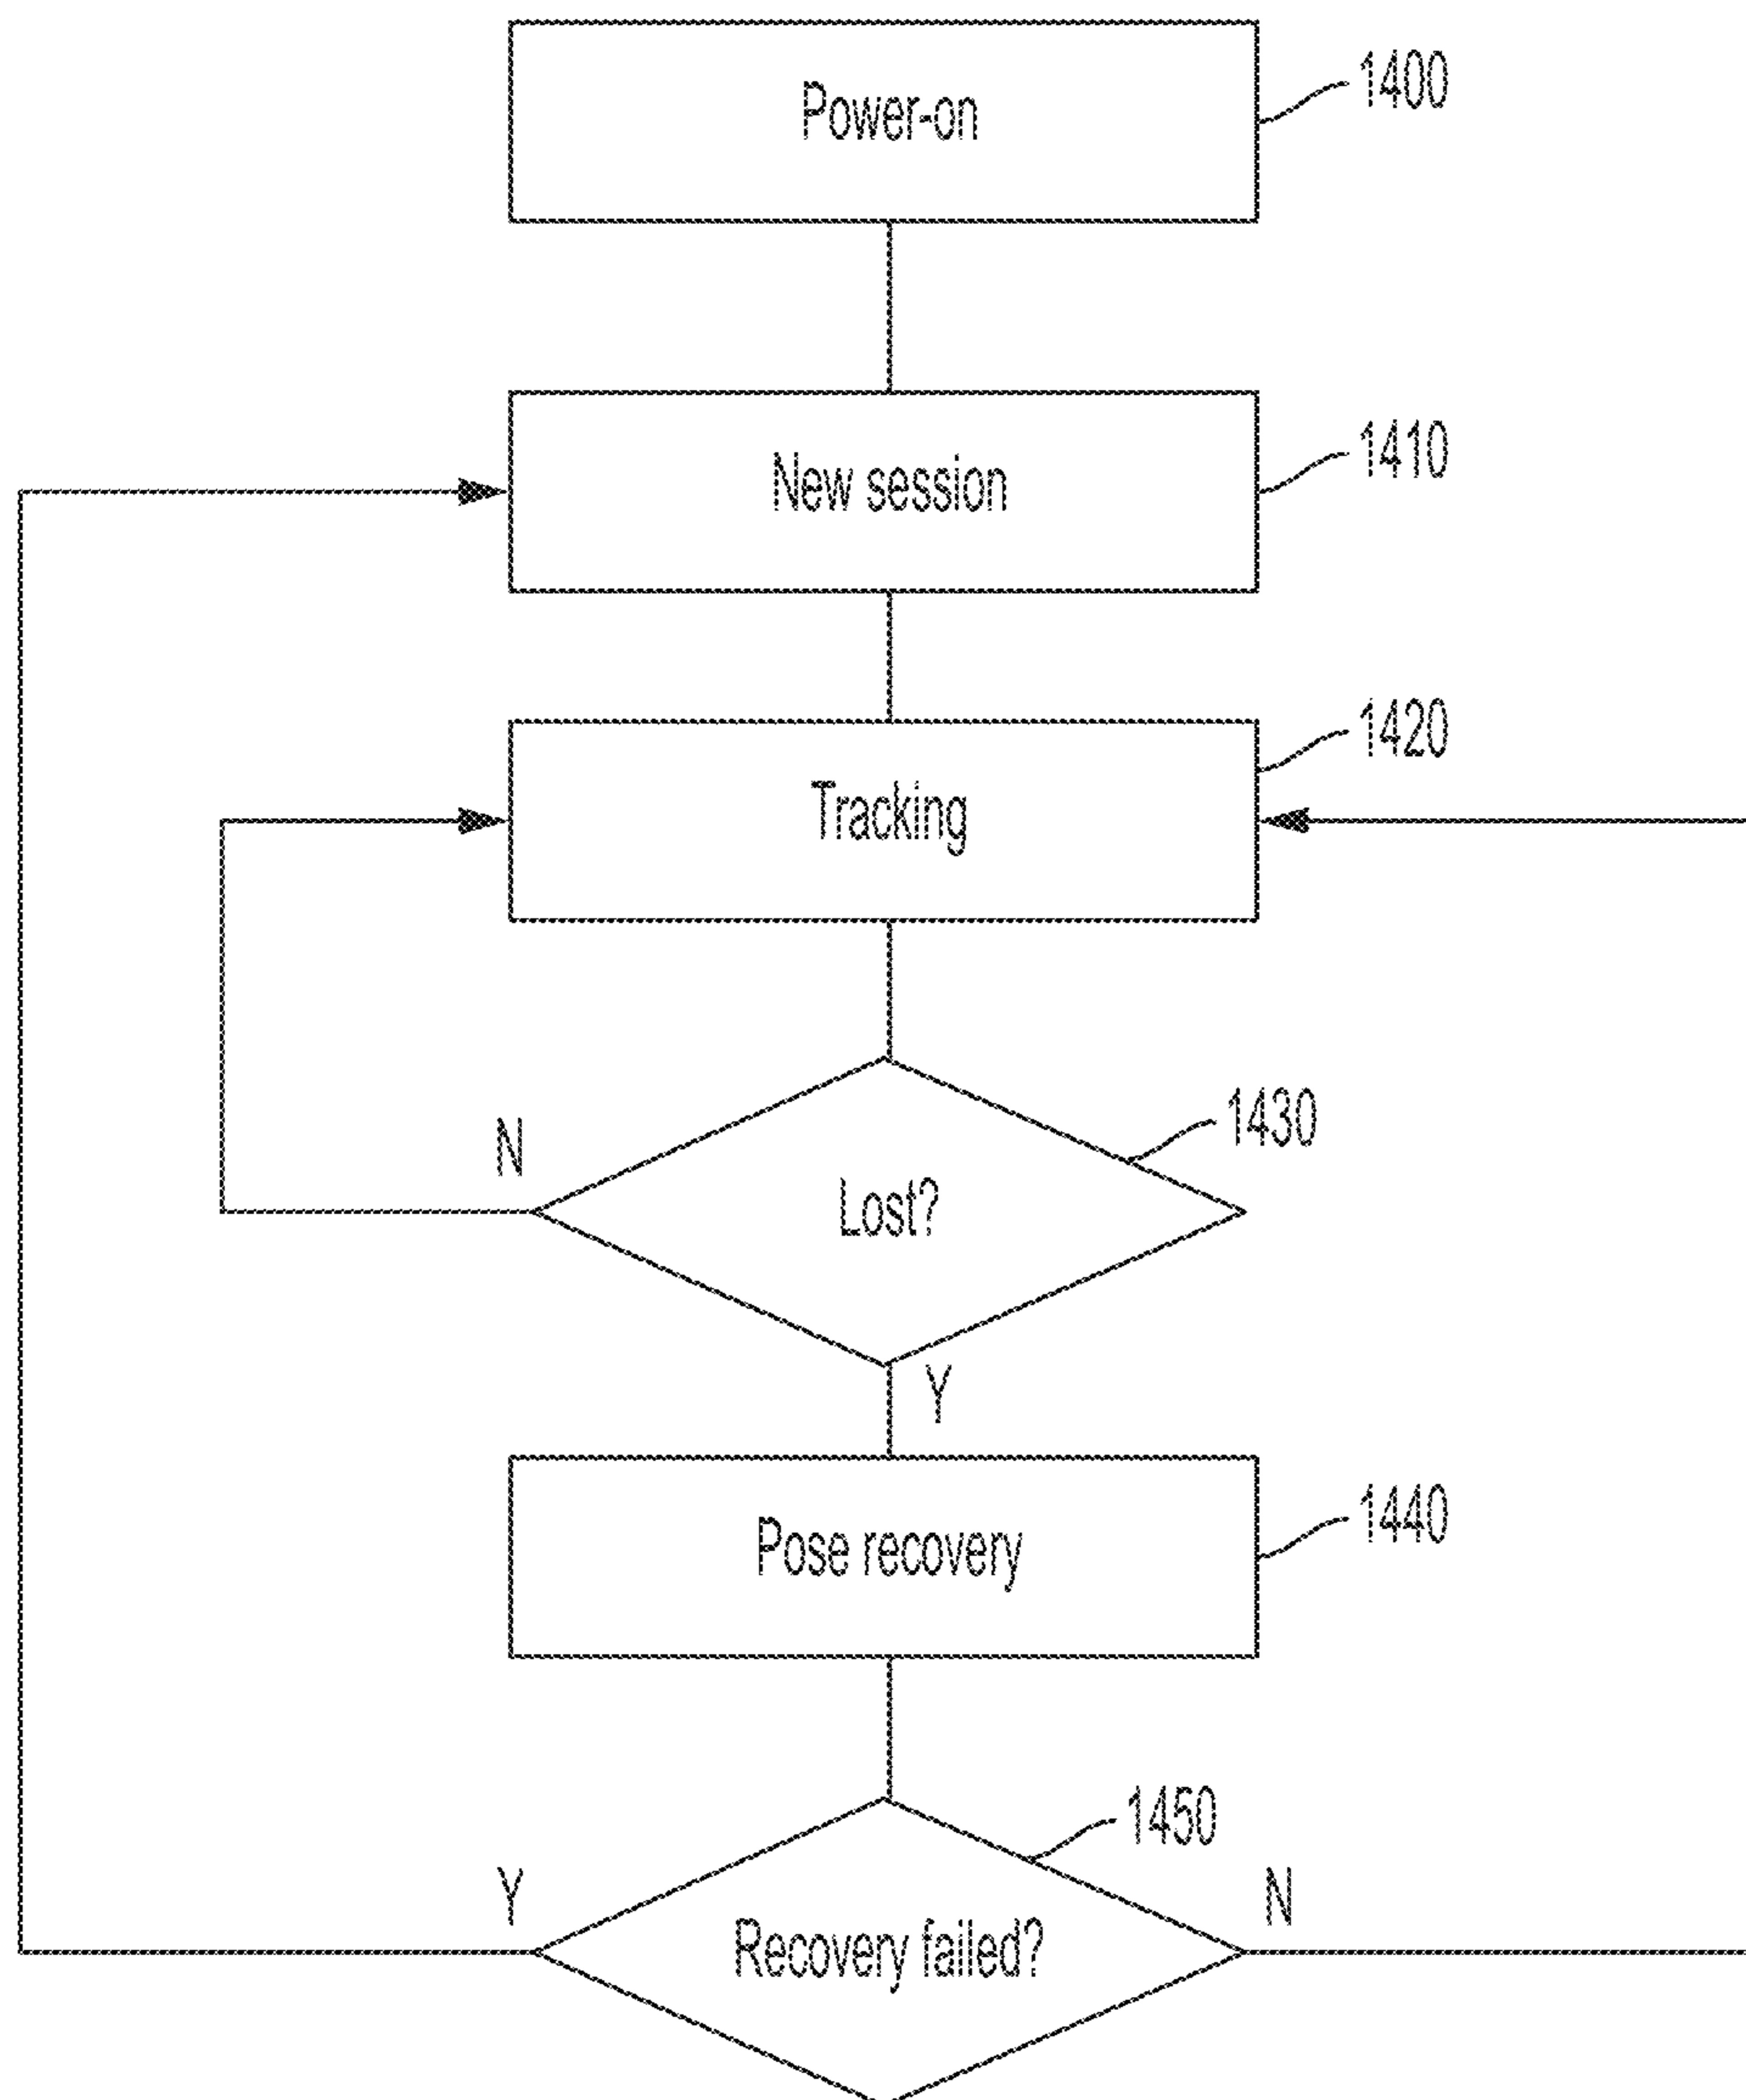 Power-on
1400
New session
1410
Tracking
1420
Lost?
1430
N
Y
Pose recovery
1440
Recovery failed?
1450
Y
N